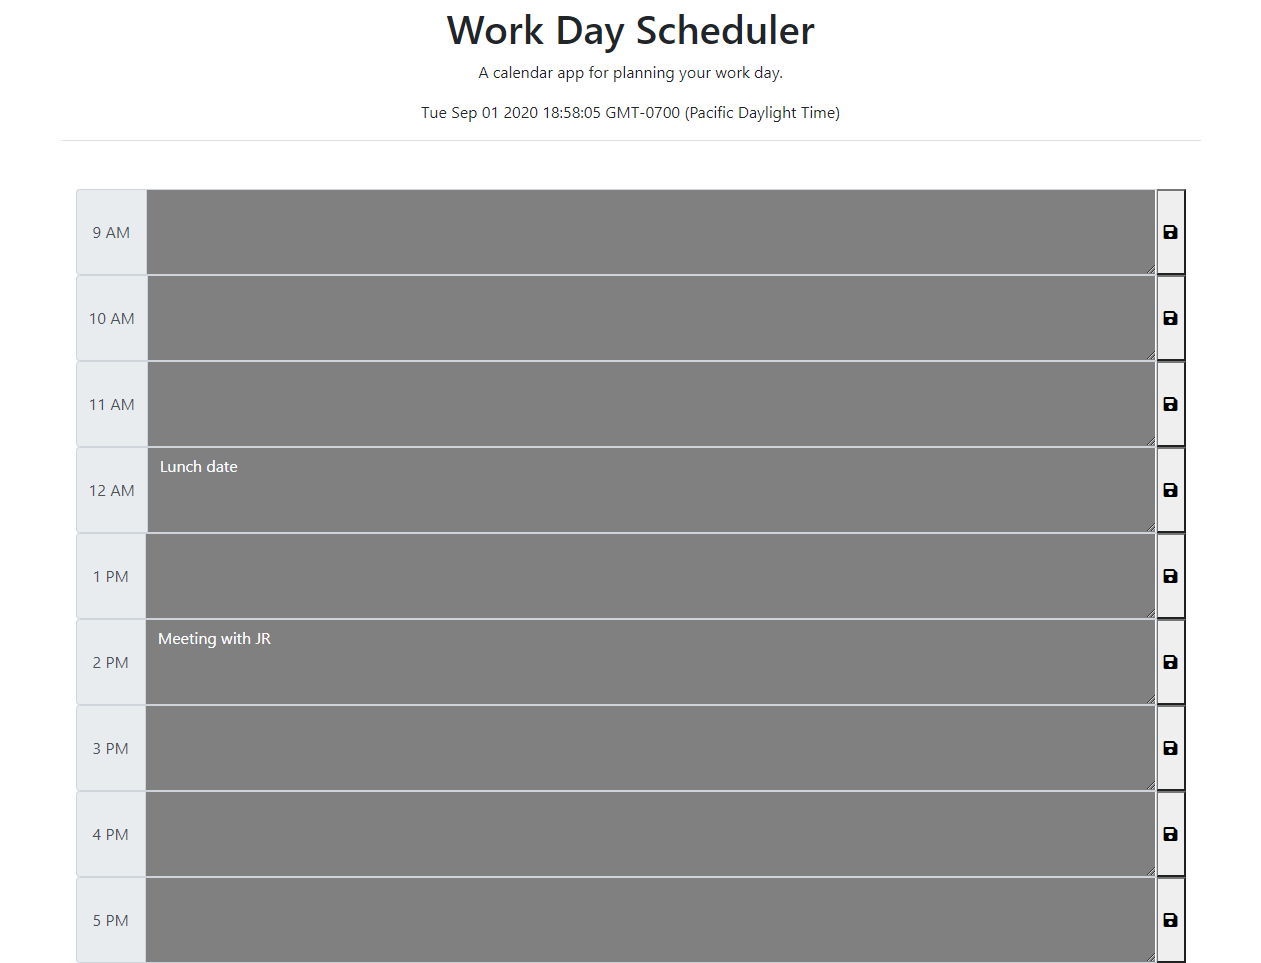 Work Day Scheduler
A calendar app for planning your work day.
Tue Sep 01 2020 18:58:05 GMT-0700 (Pacific Daylight Time)
9 AM
10 AM
11 AM
12 AM
Lunch date
1 PM
2 PM
Meeting with JR
3 PM
4 PM
5 PM